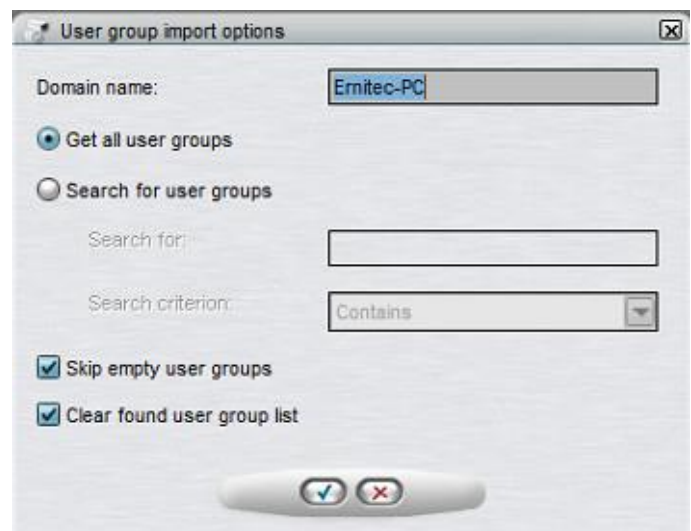 User group import options
Domain name:
Ernitec-PC
Get all user groups
Search for user groups
Search for:
Search criterion:
Contains
Skip empty user groups
Clear found user group list